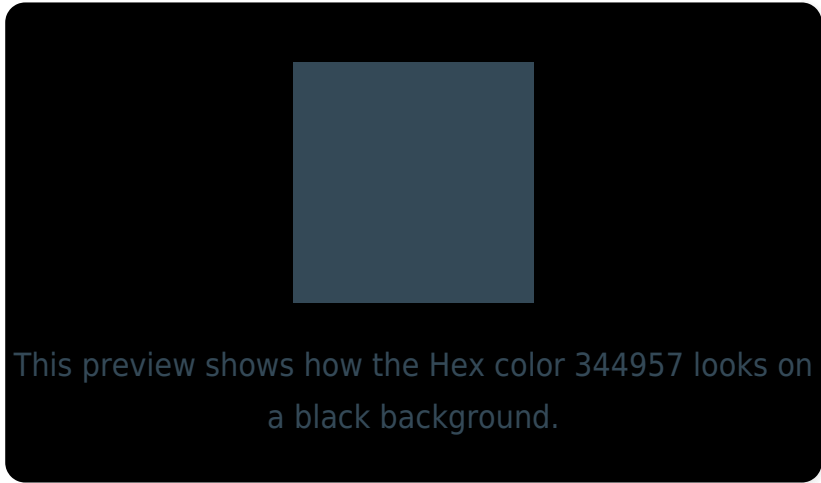 This preview shows how the Hex color 344957 looks on
a black background.